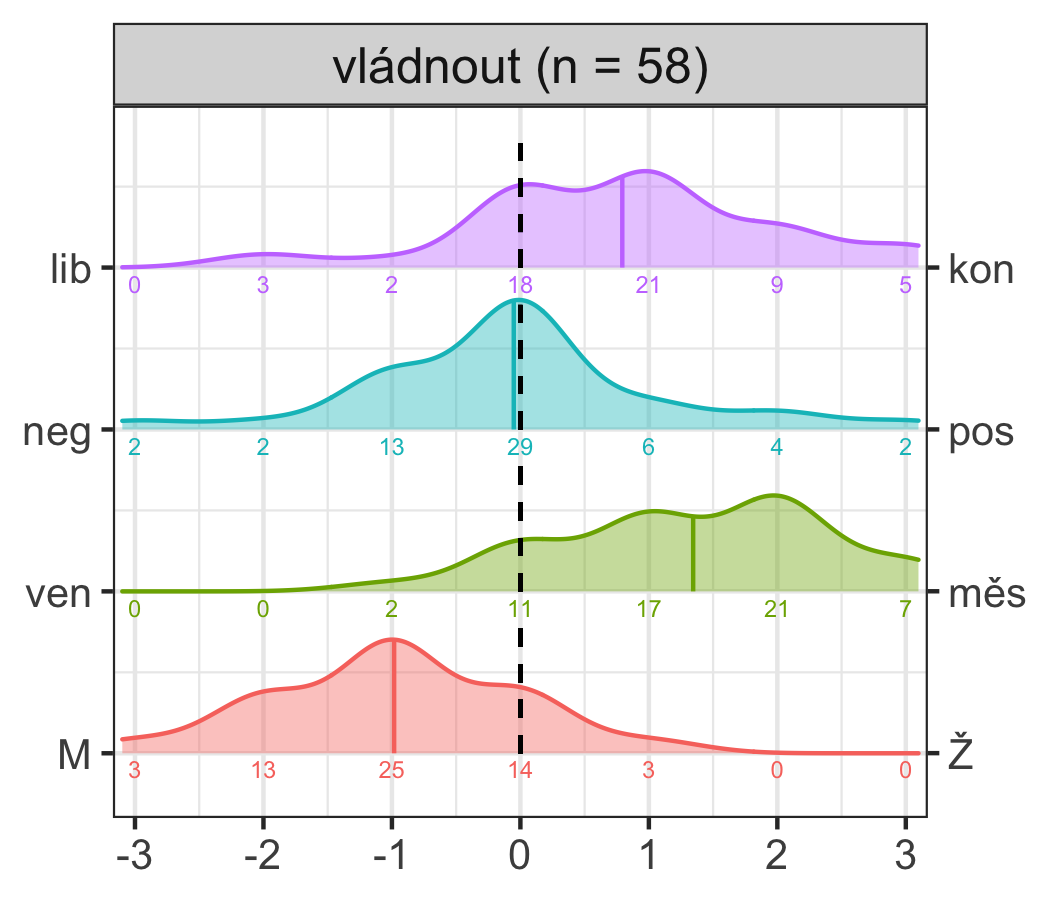 vládnout (n = 58)
lib kon
0 3 2 18 21 9 5
neg pos
2 2 13 29 6 4 2
ven měs
0 0 2 11 17 21 7
M Ž
3 13 25 14 3 0 0
-3 -2 -1 0 1 2 3